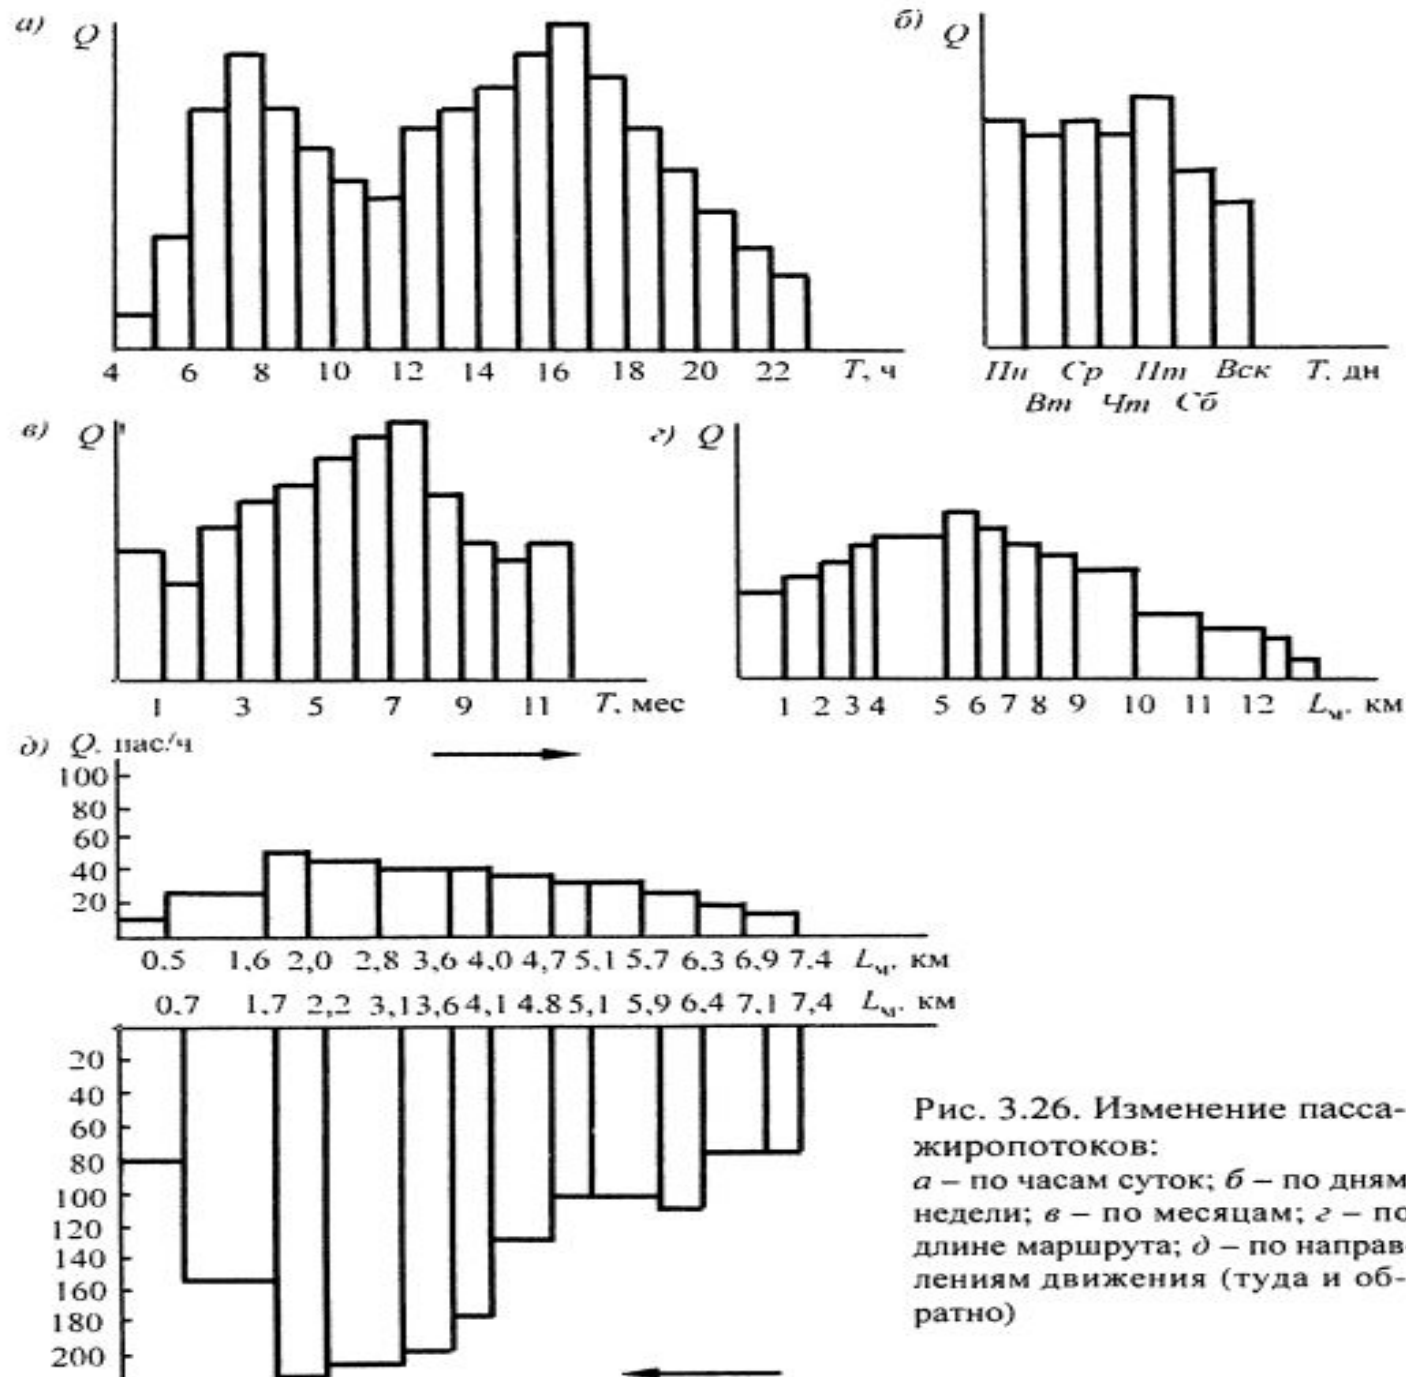 а) Q
4 6 8 10 12 14 16 18 20 22 T, ч
б) Q
Пн Ср Пт Вск T, дн
Вт Чт Сб
в) Q
1 3 5 7 9 11 T, мес
г) Q
1 2 3 4 5 6 7 8 9 10 11 12 Lм, км
д) Q, пас/ч
100
80
60
40
20
0,5 1,6 2,0 2,8 3,6 4,0 4,7 5,1 5,7 6,3 6,9 7,4 Lм, км
0,7 1,7 2,2 3,1 3,6 4,1 4,8 5,1 5,9 6,4 7,1 7,4 Lм, км
20
40
60
80
100
120
140
160
180
200
Рис. 3.26. Изменение пасса-
жиропотоков:
а – по часам суток; б – по дням
недели; в – по месяцам; г – по
длине маршрута; д – по направ-
лениям движения (туда и об-
ратно)